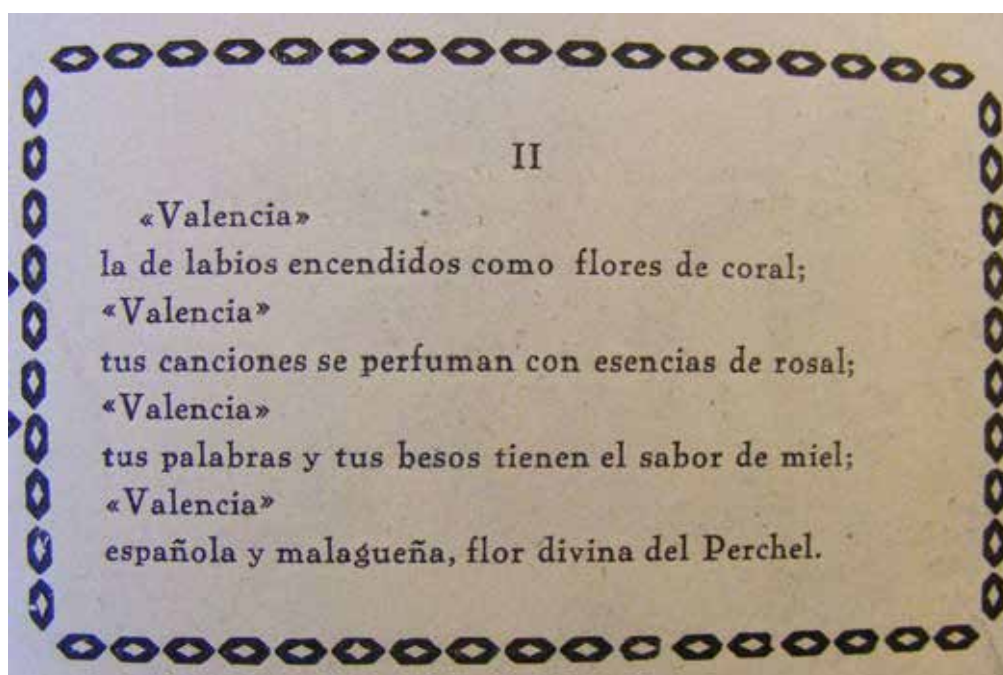 II
«Valencia»
la de labios encendidos como flores de coral;
«Valencia»
tus canciones se perfuman con esencias de rosal;
«Valencia»
tus palabras y tus besos tienen el sabor de miel;
«Valencia»
española y malagueña, flor divina del Perchel.